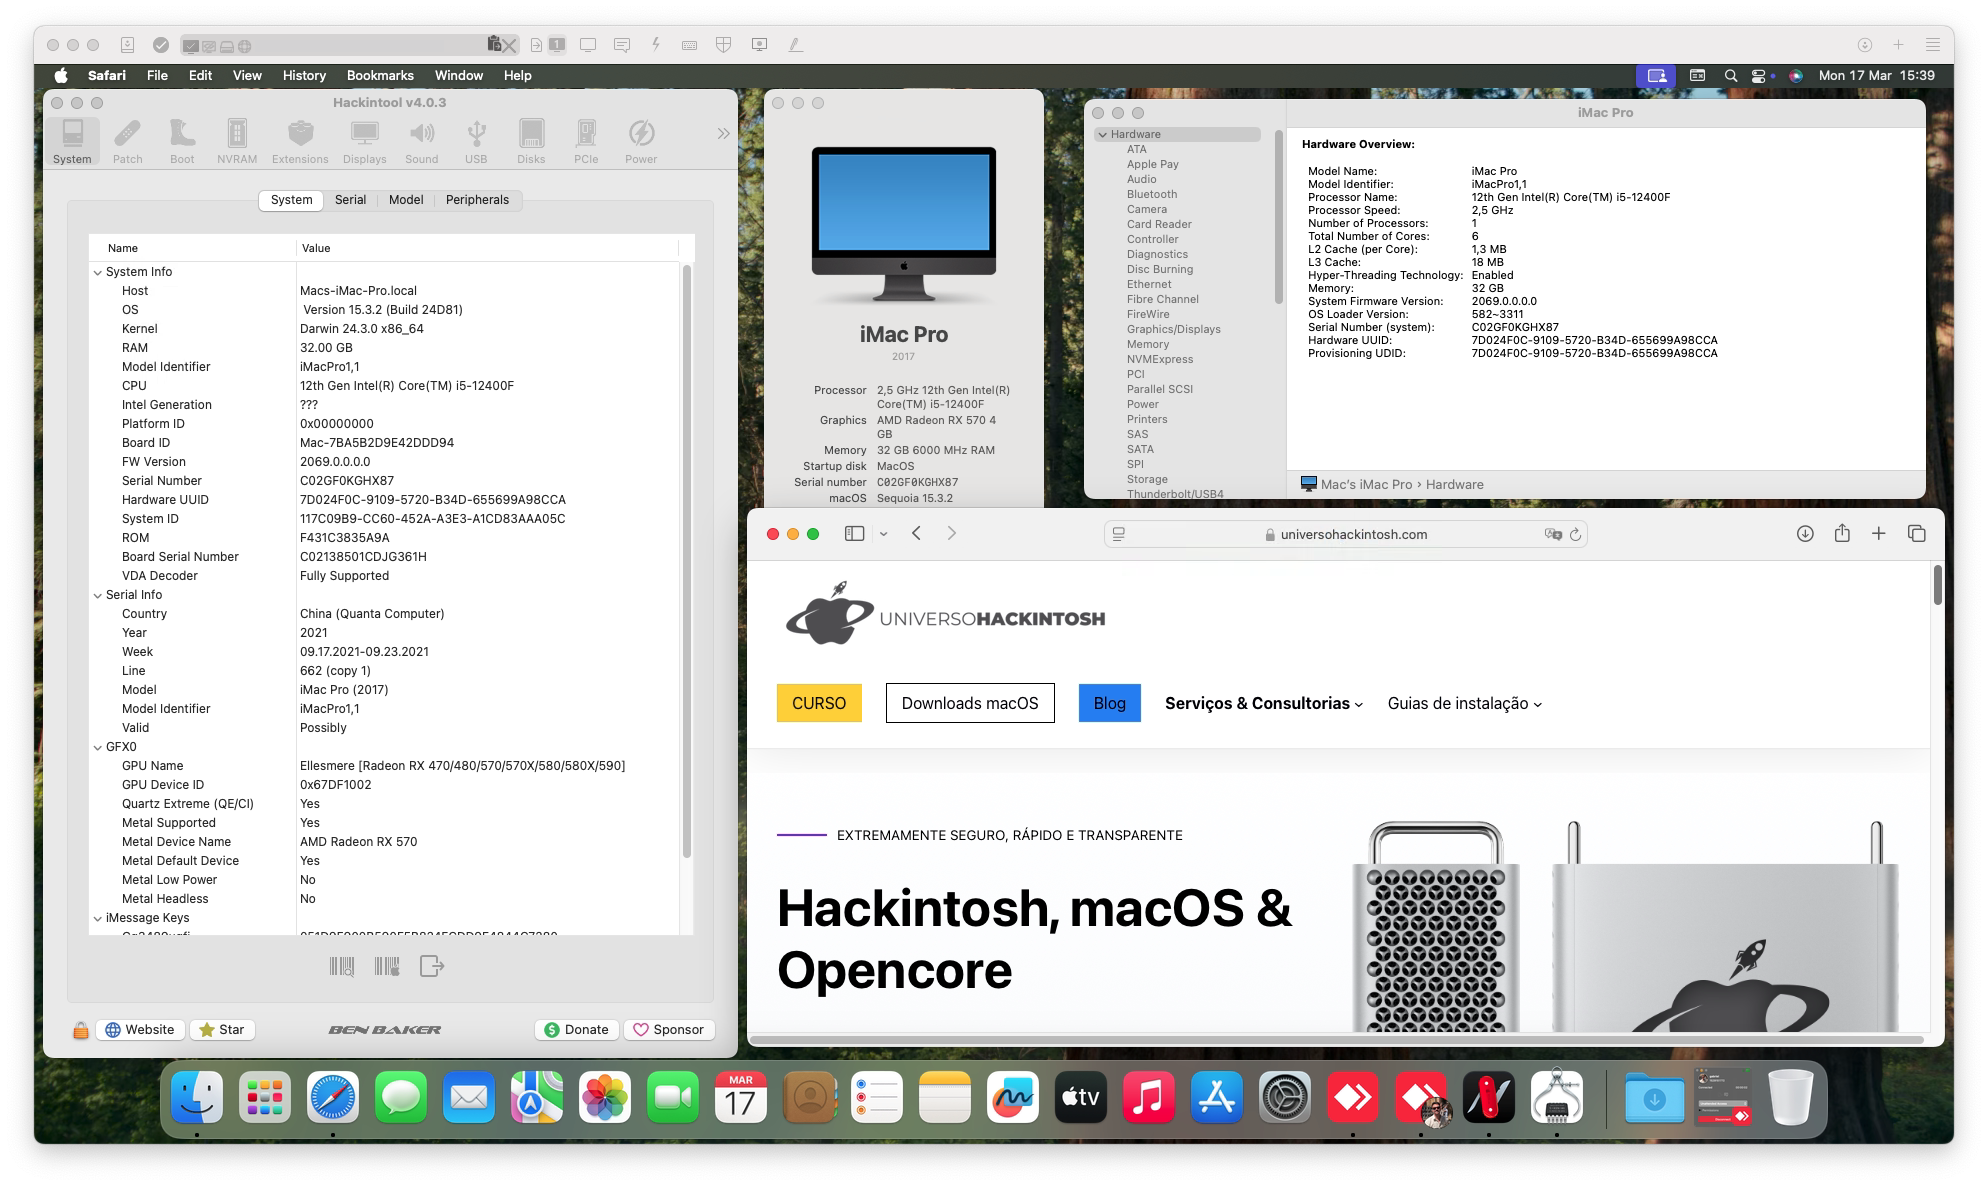 1
Safari File Edit View History Bookmarks Window Help
Mon 17 Mar 15:39
Hackintool v4.0.3
System Patch Boot NVRAM Extensions Displays Sound USB Disks PCIe Power
System Serial Model Peripherals
Name Value
System Info
Host Macs-iMac-Pro.local
OS Version 15.3.2 (Build 24D81)
Kernel Darwin 24.3.0 x86_64
RAM 32.00 GB
Model Identifier iMacPro1,1
CPU 12th Gen Intel(R) Core(TM) i5-12400F
Intel Generation ???
Platform ID 0x00000000
Board ID Mac-7BA5B2D9E42DDD94
FW Version 2069.0.0.0.0
Serial Number C02GF0KGHX87
Hardware UUID 7D024F0C-9109-5720-B34D-655699A98CCA
System ID 117C09B9-CC60-452A-A3E3-A1CD83AAA05C
ROM F431C3835A9A
Board Serial Number C02138501CDJG361H
VDA Decoder Fully Supported
Serial Info
Country China (Quanta Computer)
Year 2021
Week 09.17.2021-09.23.2021
Line 662 (copy 1)
Model iMac Pro (2017)
Model Identifier iMacPro1,1
Valid Possibly
GFX0
GPU Name Ellesmere [Radeon RX 470/480/570/570X/580/580X/590]
GPU Device ID 0x67DF1002
Quartz Extreme (QE/CI) Yes
Metal Supported Yes
Metal Device Name AMD Radeon RX 570
Metal Default Device Yes
Metal Low Power No
Metal Headless No
iMessage Keys
Website Star BEN BAKER Donate Sponsor
iMac Pro
2017
Processor 2,5 GHz 12th Gen Intel(R)
Core(TM) i5-12400F
Graphics AMD Radeon RX 570 4
GB
Memory 32 GB 6000 MHz RAM
Startup disk MacOS
Serial number C02GF0KGHX87
macOS Sequoia 15.3.2
iMac Pro
Hardware
ATA
Apple Pay
Audio
Bluetooth
Camera
Card Reader
Controller
Diagnostics
Disc Burning
Ethernet
Fibre Channel
FireWire
Graphics/Displays
Memory
NVMExpress
PCI
Parallel SCSI
Power
Printers
SAS
SATA
SPI
Storage
Thunderbolt/USB4
Hardware Overview:
Model Name: iMac Pro
Model Identifier: iMacPro1,1
Processor Name: 12th Gen Intel(R) Core(TM) i5-12400F
Processor Speed: 2,5 GHz
Number of Processors: 1
Total Number of Cores: 6
L2 Cache (per Core): 1,3 MB
L3 Cache: 18 MB
Hyper-Threading Technology: Enabled
Memory: 32 GB
System Firmware Version: 2069.0.0.0.0
OS Loader Version: 582~3311
Serial Number (system): C02GF0KGHX87
Hardware UUID: 7D024F0C-9109-5720-B34D-655699A98CCA
Provisioning UDID: 7D024F0C-9109-5720-B34D-655699A98CCA
Mac's iMac Pro › Hardware
universohackintosh.com
UNIVERSOHACKINTOSH
CURSO Downloads macOS Blog Serviços & Consultorias Guias de instalação
EXTREMAMENTE SEGURO, RÁPIDO E TRANSPARENTE
Hackintosh, macOS &
Opencore
MAR
17
tv